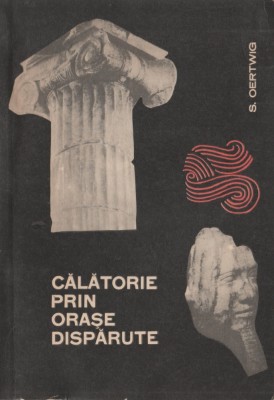 S. OERTWIG
CĂLĂTORIE
PRIN
ORAȘE
DISPĂRUTE